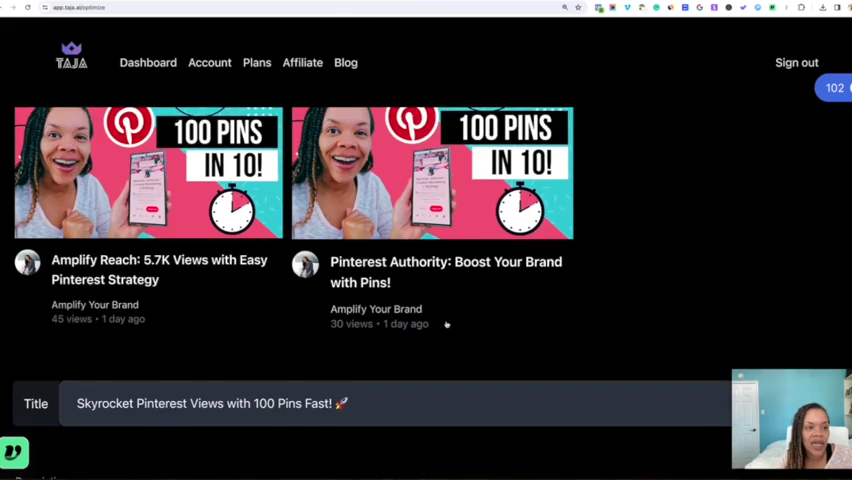 app.taja.ai/optimize
TAJA
Dashboard Account Plans Affiliate Blog Sign out
102
100 PINS
IN 10!
100 PINS
IN 10!
Amplify Reach: 5.7K Views with Easy
Pinterest Strategy
Amplify Your Brand
45 views • 1 day ago
Pinterest Authority: Boost Your Brand
with Pins!
Amplify Your Brand
30 views • 1 day ago
Title
Skyrocket Pinterest Views with 100 Pins Fast! 🚀